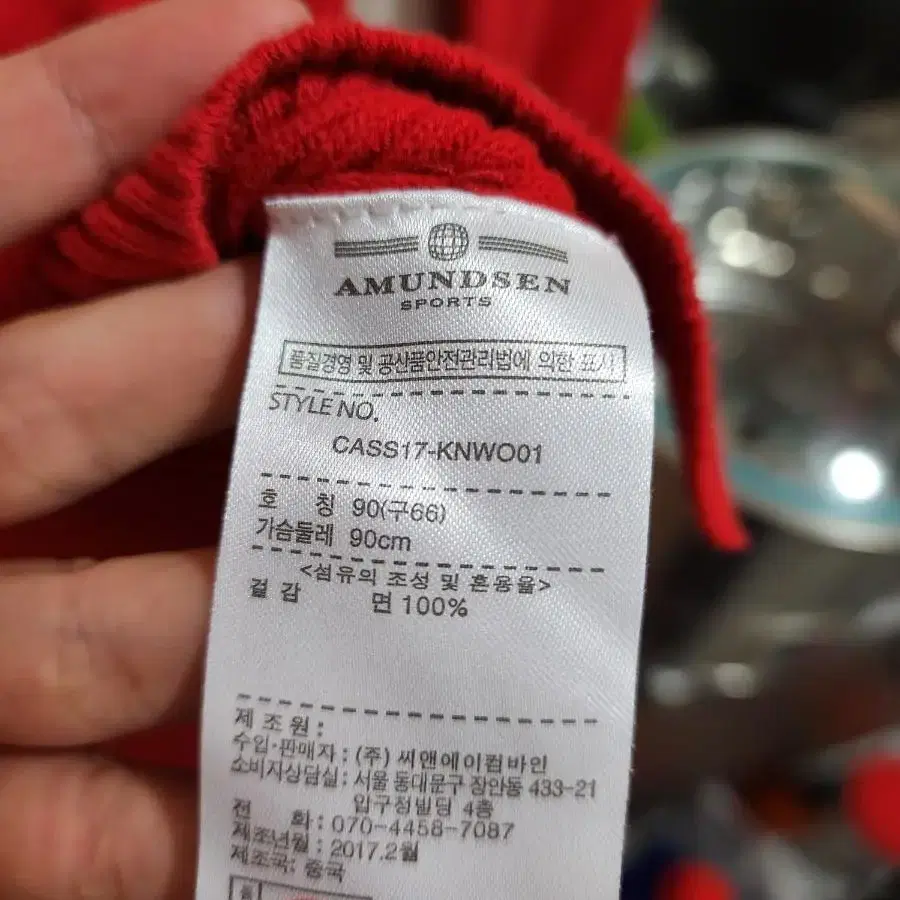 AMUNDSEN
SPORTS
품질경영 및 공산품안전관리법에 의한 표시
STYLE NO.
CASS17-KNWO01
호 칭 90(구66)
가슴둘레 90cm
<섬유의 조성 및 혼용율>
겉 감 면 100%
제 조 원 :
수입·판매자 : (주) 씨앤에이컴바인
소비자상담실: 서울 동대문구 장안동 433-21
입구정빌딩 4층
전 화 : 070-4458-7087
제조년월 : 2017.2월
제조국: 중국